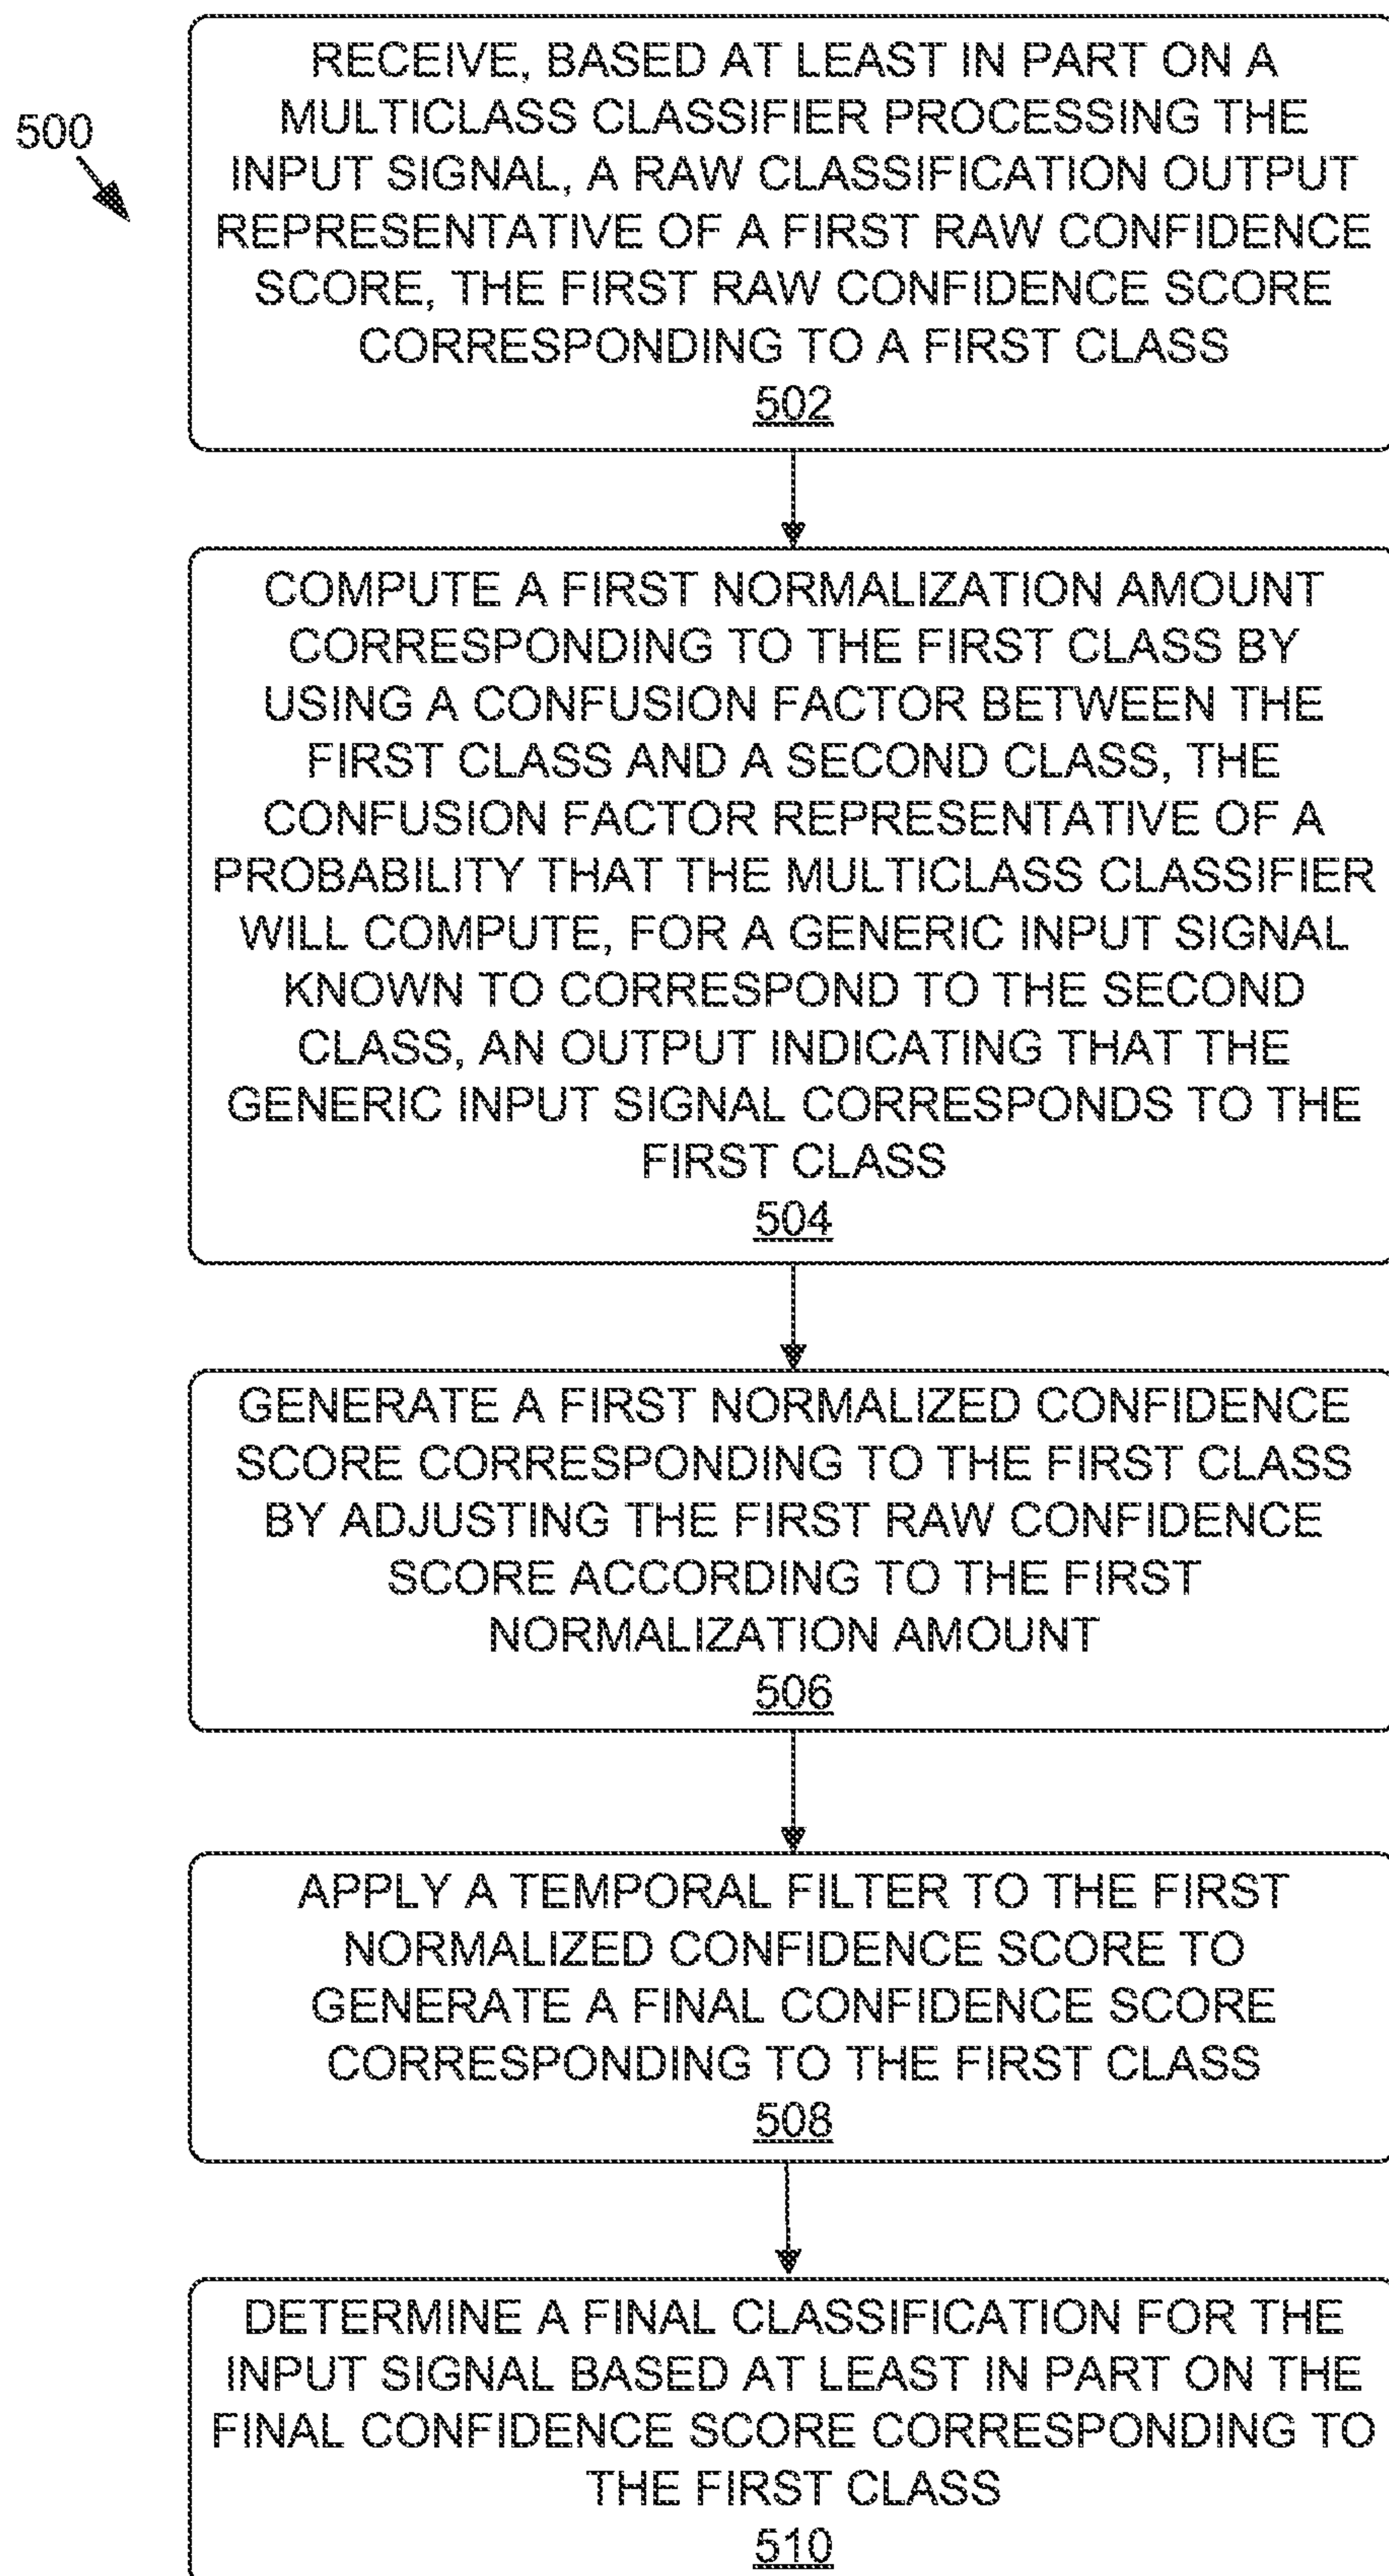 500
RECEIVE, BASED AT LEAST IN PART ON A
MULTICLASS CLASSIFIER PROCESSING THE
INPUT SIGNAL, A RAW CLASSIFICATION OUTPUT
REPRESENTATIVE OF A FIRST RAW CONFIDENCE
SCORE, THE FIRST RAW CONFIDENCE SCORE
CORRESPONDING TO A FIRST CLASS
502
COMPUTE A FIRST NORMALIZATION AMOUNT
CORRESPONDING TO THE FIRST CLASS BY
USING A CONFUSION FACTOR BETWEEN THE
FIRST CLASS AND A SECOND CLASS, THE
CONFUSION FACTOR REPRESENTATIVE OF A
PROBABILITY THAT THE MULTICLASS CLASSIFIER
WILL COMPUTE, FOR A GENERIC INPUT SIGNAL
KNOWN TO CORRESPOND TO THE SECOND
CLASS, AN OUTPUT INDICATING THAT THE
GENERIC INPUT SIGNAL CORRESPONDS TO THE
FIRST CLASS
504
GENERATE A FIRST NORMALIZED CONFIDENCE
SCORE CORRESPONDING TO THE FIRST CLASS
BY ADJUSTING THE FIRST RAW CONFIDENCE
SCORE ACCORDING TO THE FIRST
NORMALIZATION AMOUNT
506
APPLY A TEMPORAL FILTER TO THE FIRST
NORMALIZED CONFIDENCE SCORE TO
GENERATE A FINAL CONFIDENCE SCORE
CORRESPONDING TO THE FIRST CLASS
508
DETERMINE A FINAL CLASSIFICATION FOR THE
INPUT SIGNAL BASED AT LEAST IN PART ON THE
FINAL CONFIDENCE SCORE CORRESPONDING TO
THE FIRST CLASS
510